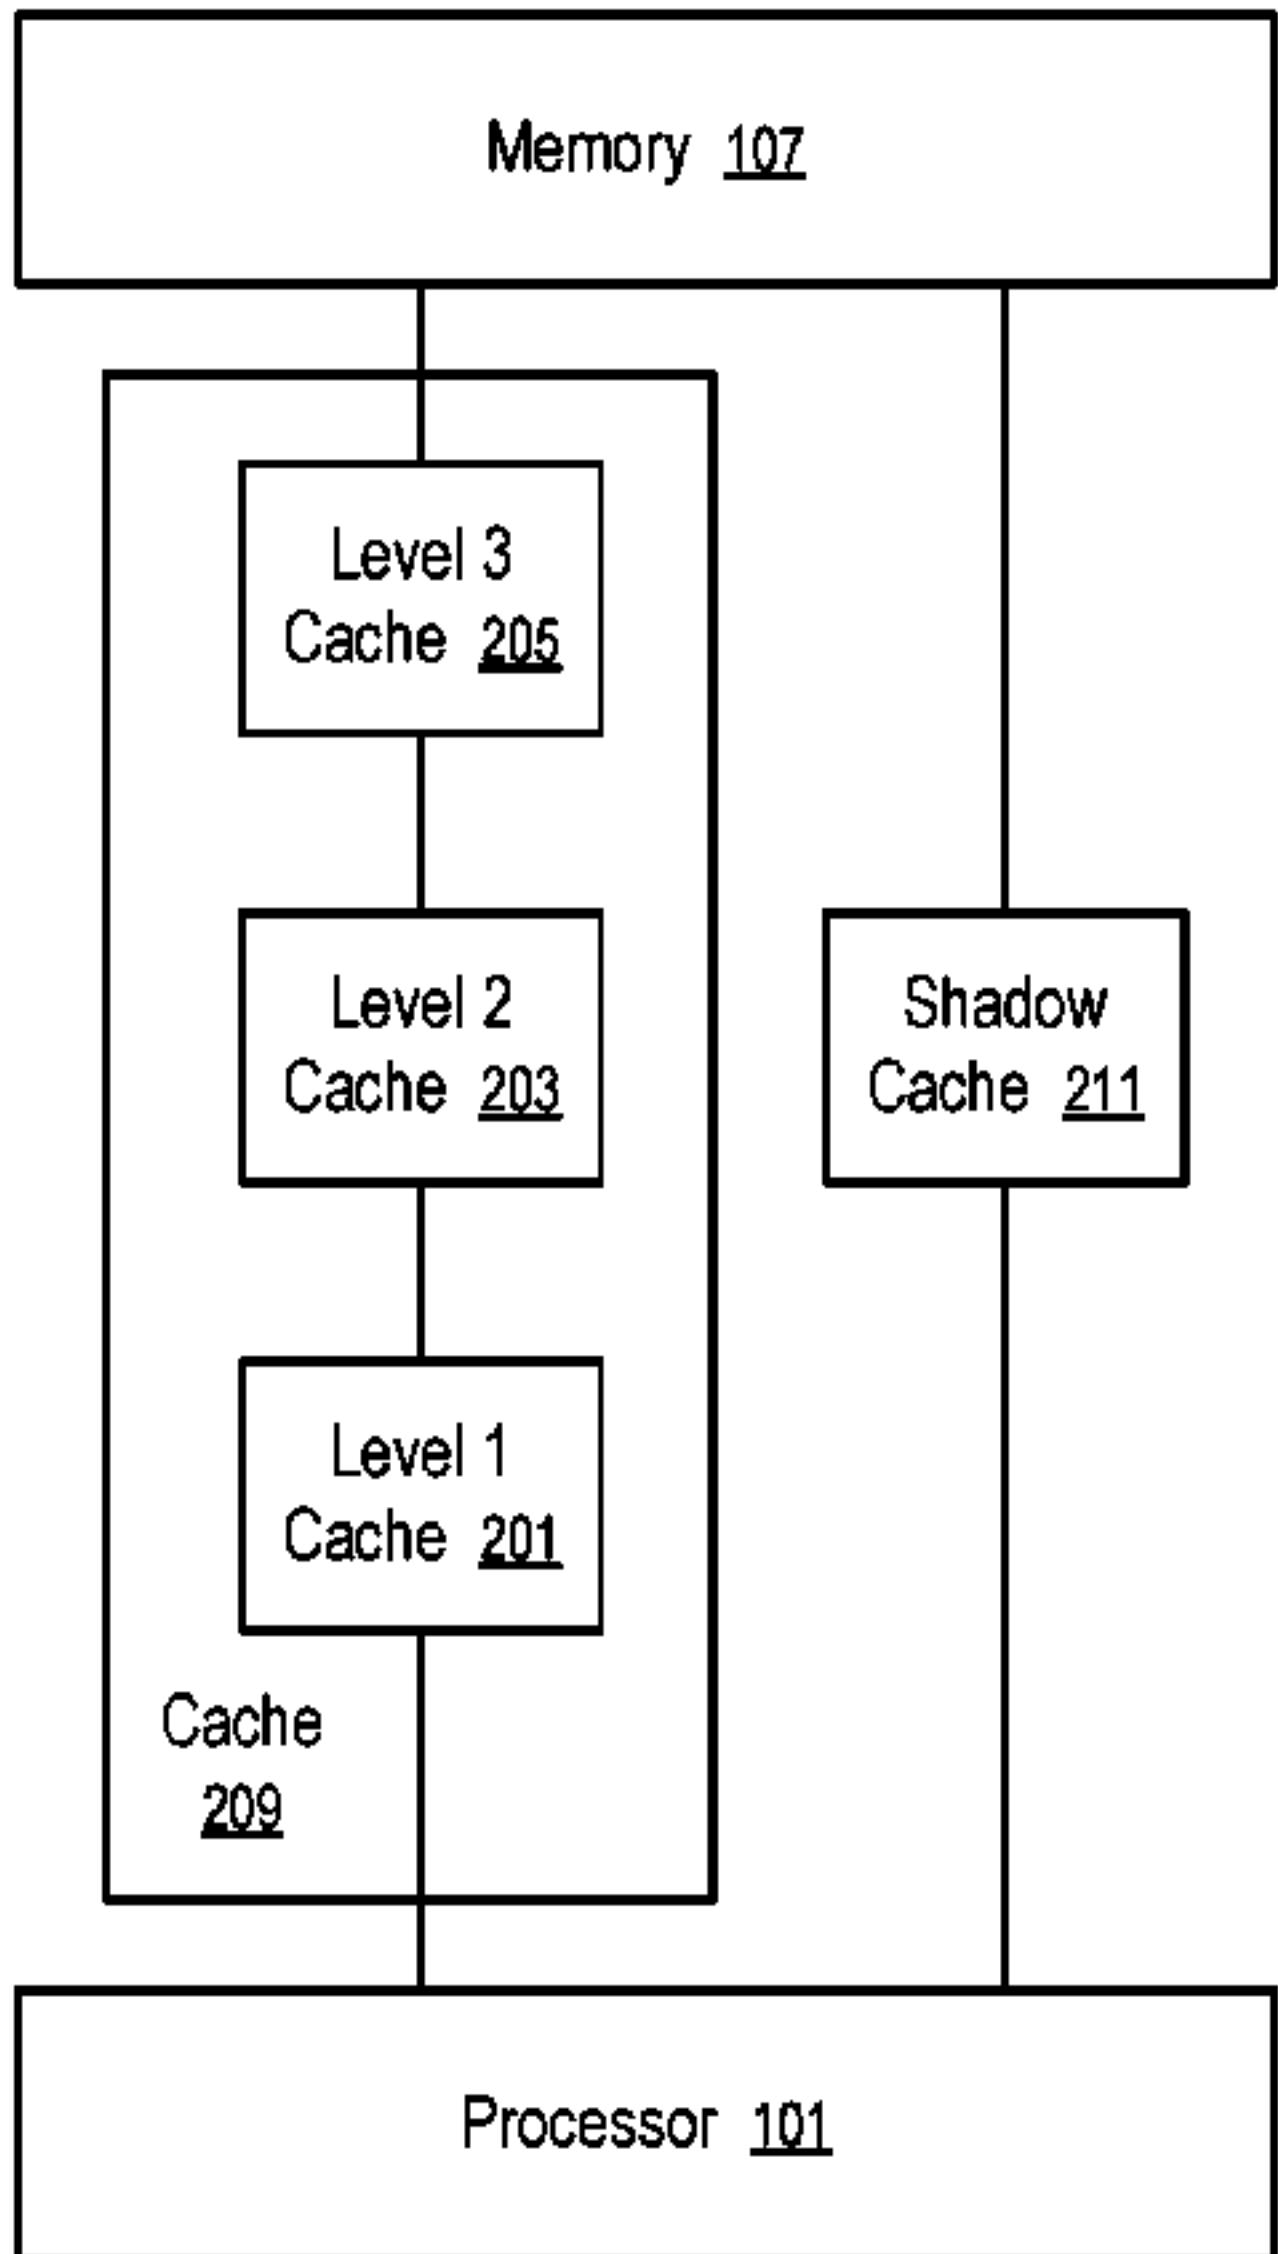 Memory 107
Level 3
Cache 205
Level 2
Cache 203
Shadow
Cache 211
Level 1
Cache 201
Cache
209
Processor 101